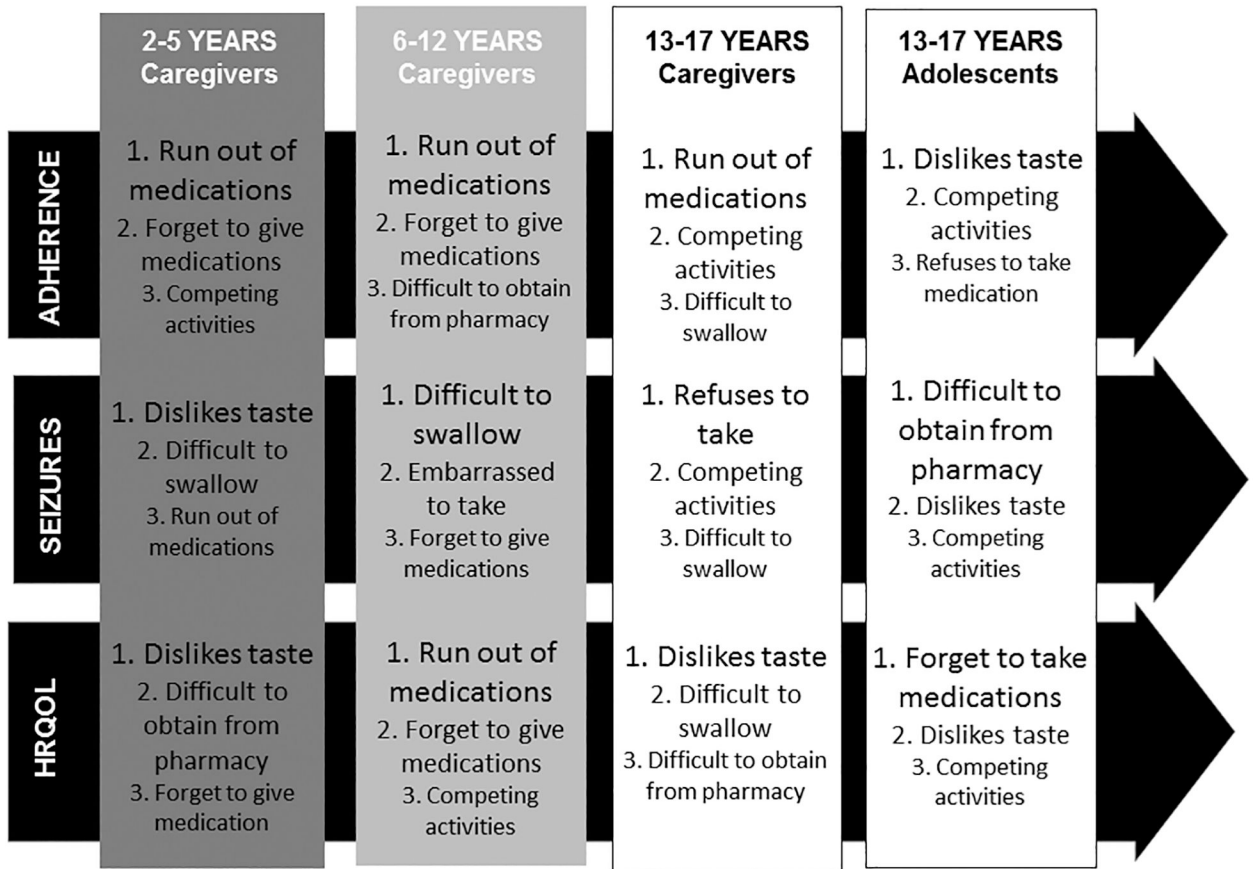 2-5 YEARS
Caregivers
6-12 YEARS
Caregivers
13-17 YEARS
Caregivers
13-17 YEARS
Adolescents
ADHERENCE
1. Run out of
medications
2. Forget to give
medications
3. Competing
activities
1. Run out of
medications
2. Forget to give
medications
3. Difficult to obtain
from pharmacy
1. Run out of
medications
2. Competing
activities
3. Difficult to
swallow
1. Dislikes taste
2. Competing
activities
3. Refuses to take
medication
SEIZURES
1. Dislikes taste
2. Difficult to
swallow
3. Run out of
medications
1. Difficult to
swallow
2. Embarrassed
to take
3. Forget to give
medications
1. Refuses to
take
2. Competing
activities
3. Difficult to
swallow
1. Difficult to
obtain from
pharmacy
2. Dislikes taste
3. Competing
activities
HRQOL
1. Dislikes taste
2. Difficult to
obtain from
pharmacy
3. Forget to give
medication
1. Run out of
medications
2. Forget to give
medications
3. Competing
activities
1. Dislikes taste
2. Difficult to
swallow
3. Difficult to obtain
from pharmacy
1. Forget to take
medications
2. Dislikes taste
3. Competing
activities